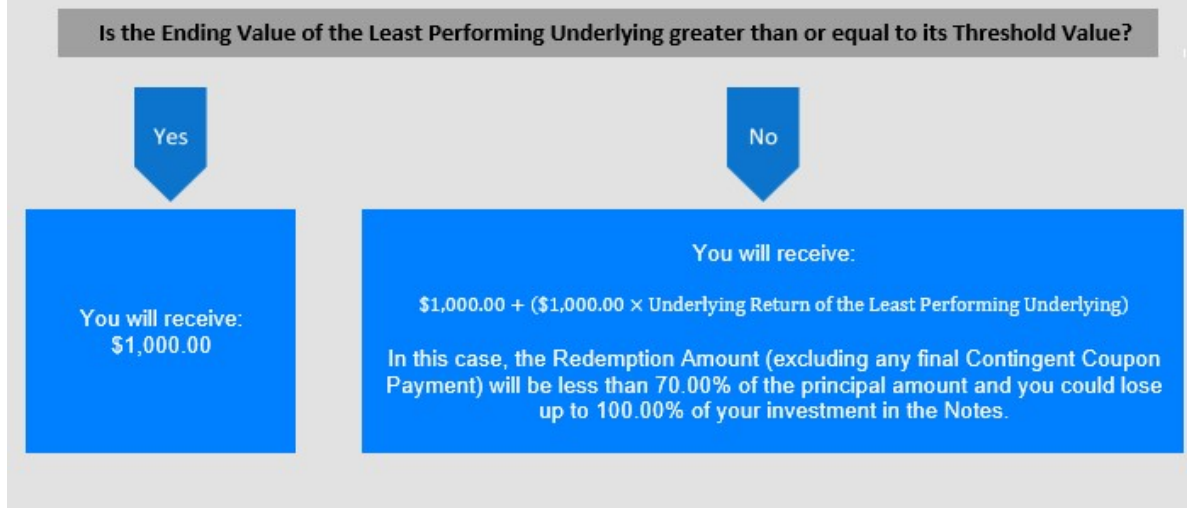 Is the Ending Value of the Least Performing Underlying greater than or equal to its Threshold Value?
Yes
No
You will receive:
$1,000.00
You will receive:
$1,000.00 + ($1,000.00 × Underlying Return of the Least Performing Underlying)
In this case, the Redemption Amount (excluding any final Contingent Coupon
Payment) will be less than 70.00% of the principal amount and you could lose
up to 100.00% of your investment in the Notes.